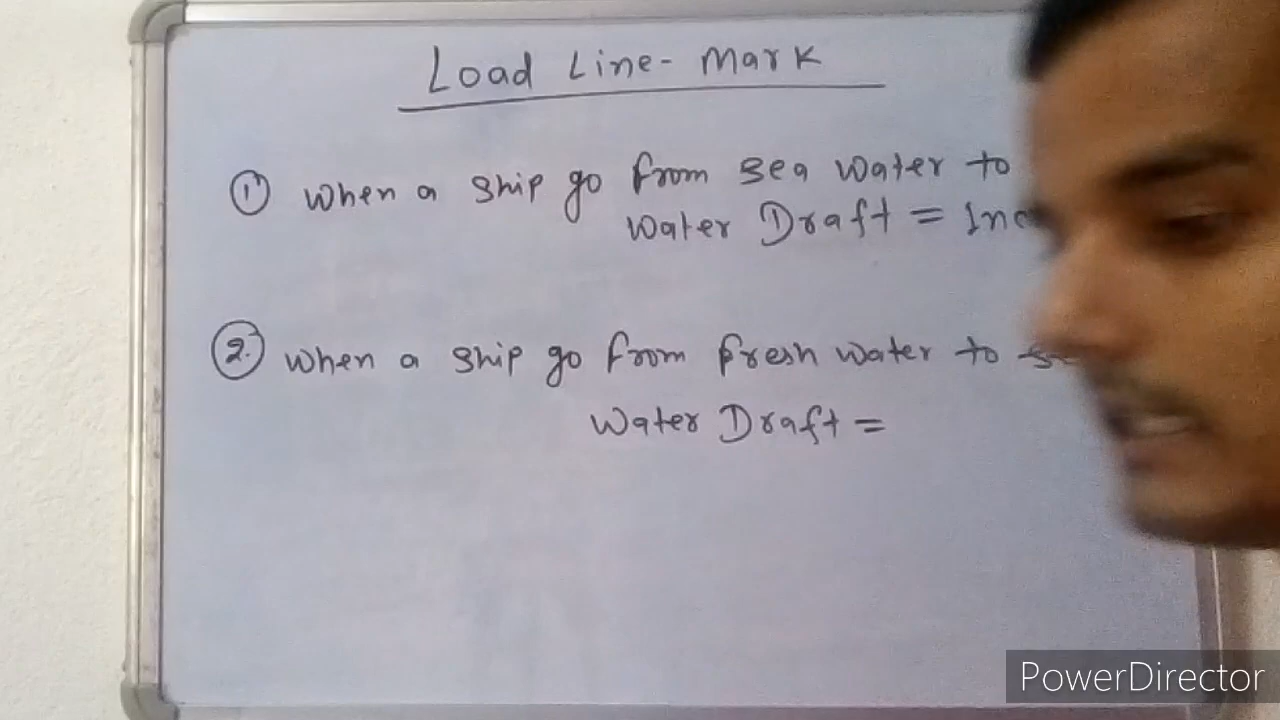 Load Line - Mark
① When a ship go from sea water to
water Draft = Inc
②. When a ship go from fresh water to
Water Draft =
PowerDirector